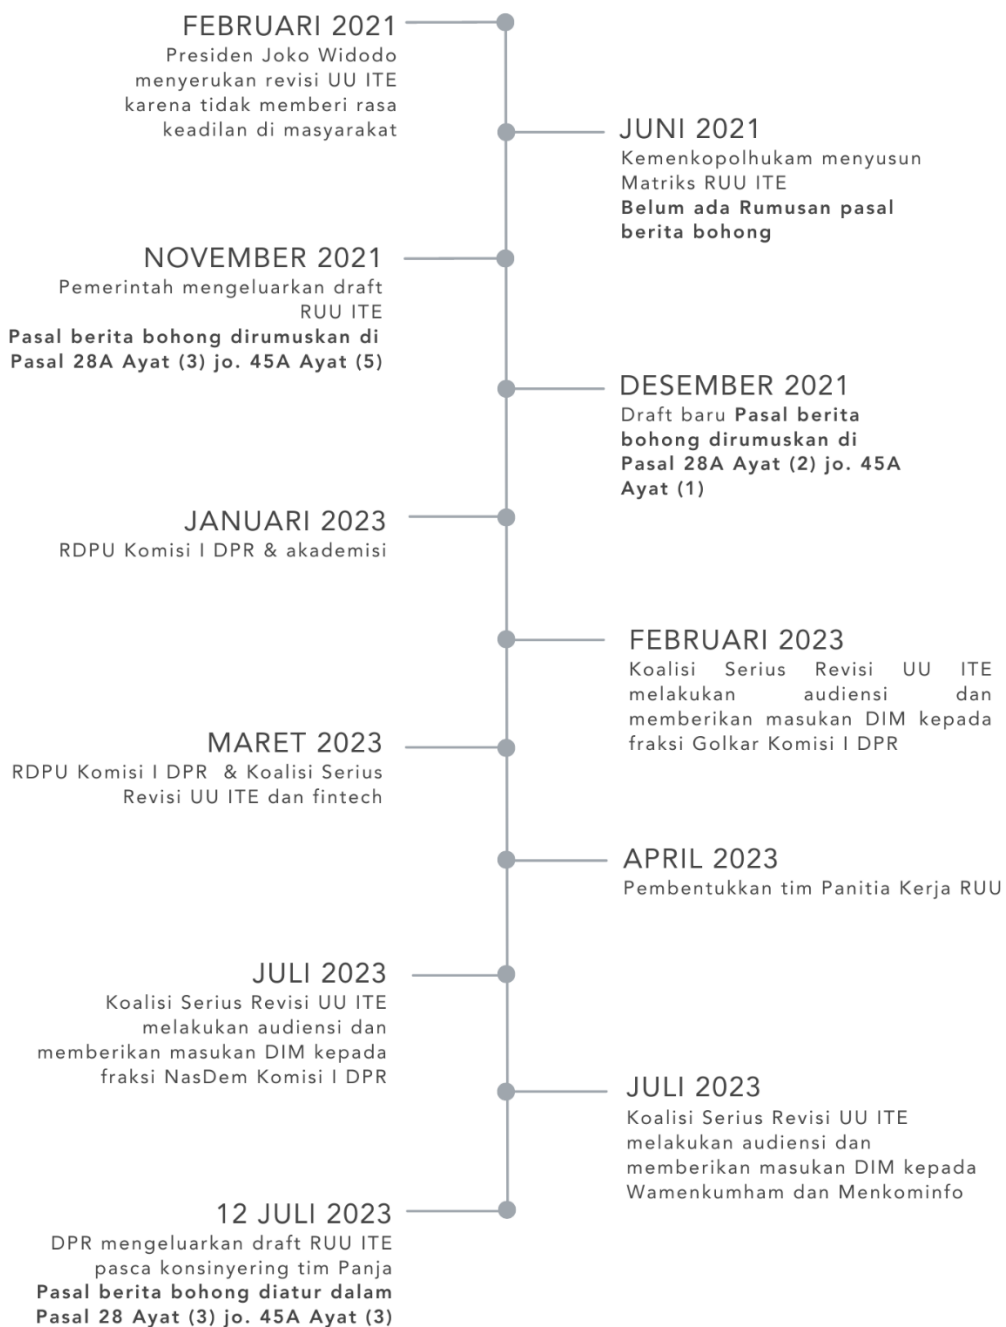 FEBRUARI 2021
Presiden Joko Widodo
menyerukan revisi UU ITE
karena tidak memberi rasa
keadilan di masyarakat
JUNI 2021
Kemenkopolhukam menyusun
Matriks RUU ITE
Belum ada Rumusan pasal
berita bohong
NOVEMBER 2021
Pemerintah mengeluarkan draft
RUU ITE
Pasal berita bohong dirumuskan di
Pasal 28A Ayat (3) jo. 45A Ayat (5)
DESEMBER 2021
Draft baru Pasal berita
bohong dirumuskan di
Pasal 28A Ayat (2) jo. 45A
Ayat (1)
JANUARI 2023
RDPU Komisi I DPR & akademisi
FEBRUARI 2023
Koalisi Serius Revisi UU ITE
melakukan audiensi dan
memberikan masukan DIM kepada
fraksi Golkar Komisi I DPR
MARET 2023
RDPU Komisi I DPR & Koalisi Serius
Revisi UU ITE dan fintech
APRIL 2023
Pembentukkan tim Panitia Kerja RUU
JULI 2023
Koalisi Serius Revisi UU ITE
melakukan audiensi dan
memberikan masukan DIM kepada
fraksi NasDem Komisi I DPR
JULI 2023
Koalisi Serius Revisi UU ITE
melakukan audiensi dan
memberikan masukan DIM kepada
Wamenkumham dan Menkominfo
12 JULI 2023
DPR mengeluarkan draft RUU ITE
pasca konsinyering tim Panja
Pasal berita bohong diatur dalam
Pasal 28 Ayat (3) jo. 45A Ayat (3)